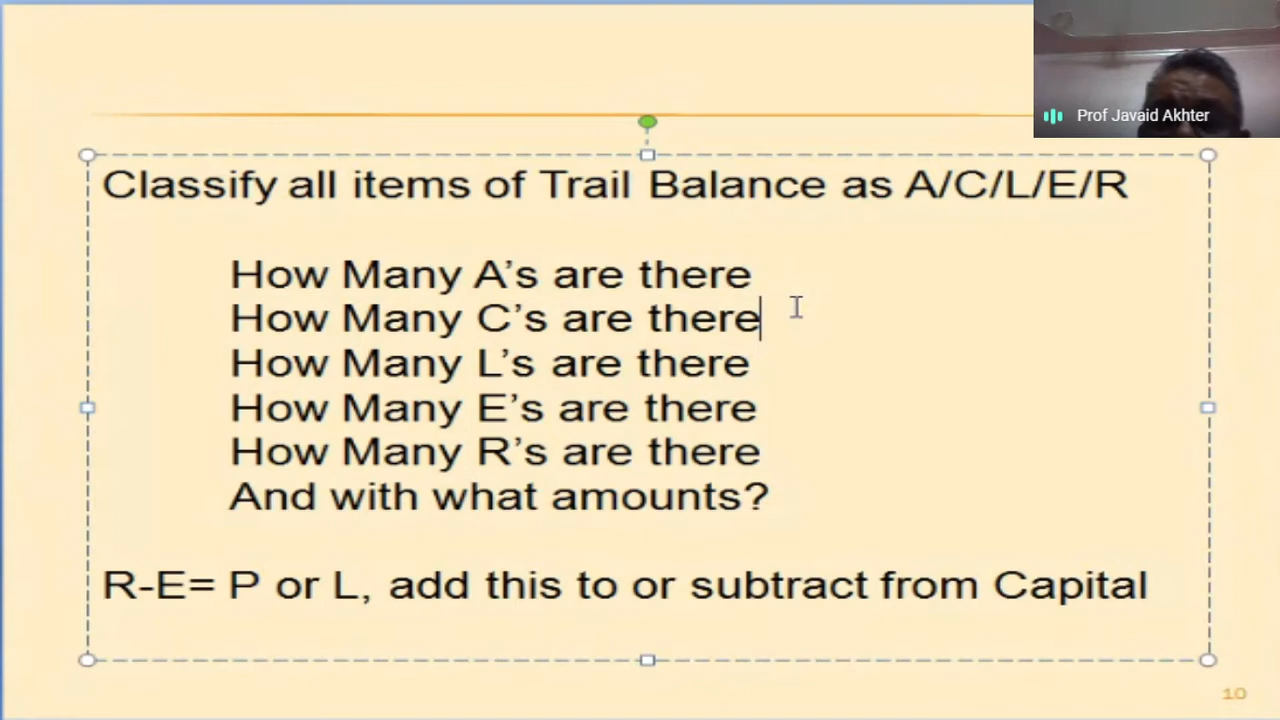 Prof Javaid Akhter
Classify all items of Trail Balance as A/C/L/E/R
How Many A's are there
How Many C's are there
How Many L's are there
How Many E's are there
How Many R's are there
And with what amounts?
R-E= P or L, add this to or subtract from Capital
10